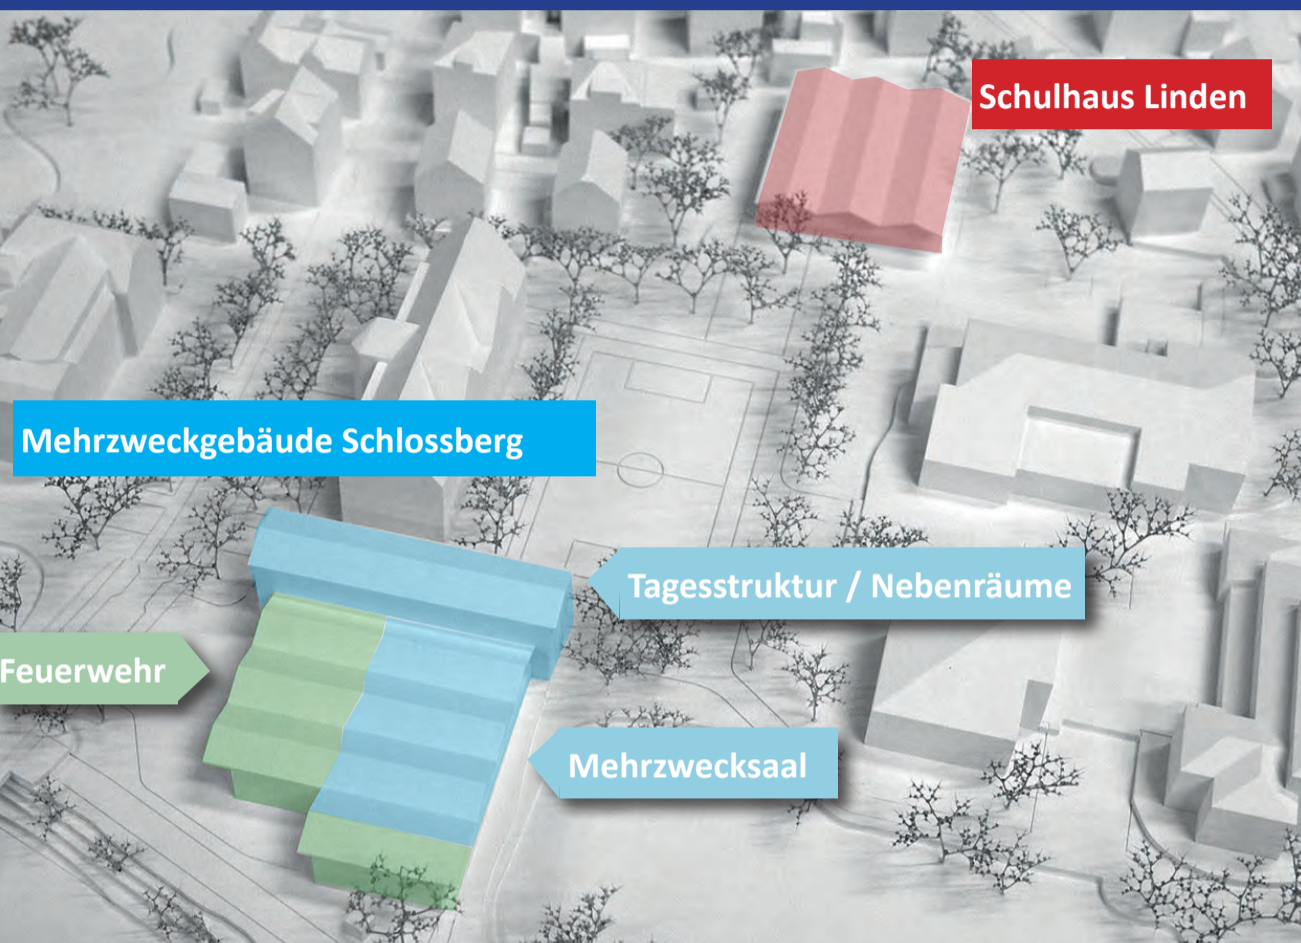 Schulhaus Linden
Mehrzweckgebäude Schlossberg
Tagesstruktur / Nebenräume
Feuerwehr
Mehrzwecksaal